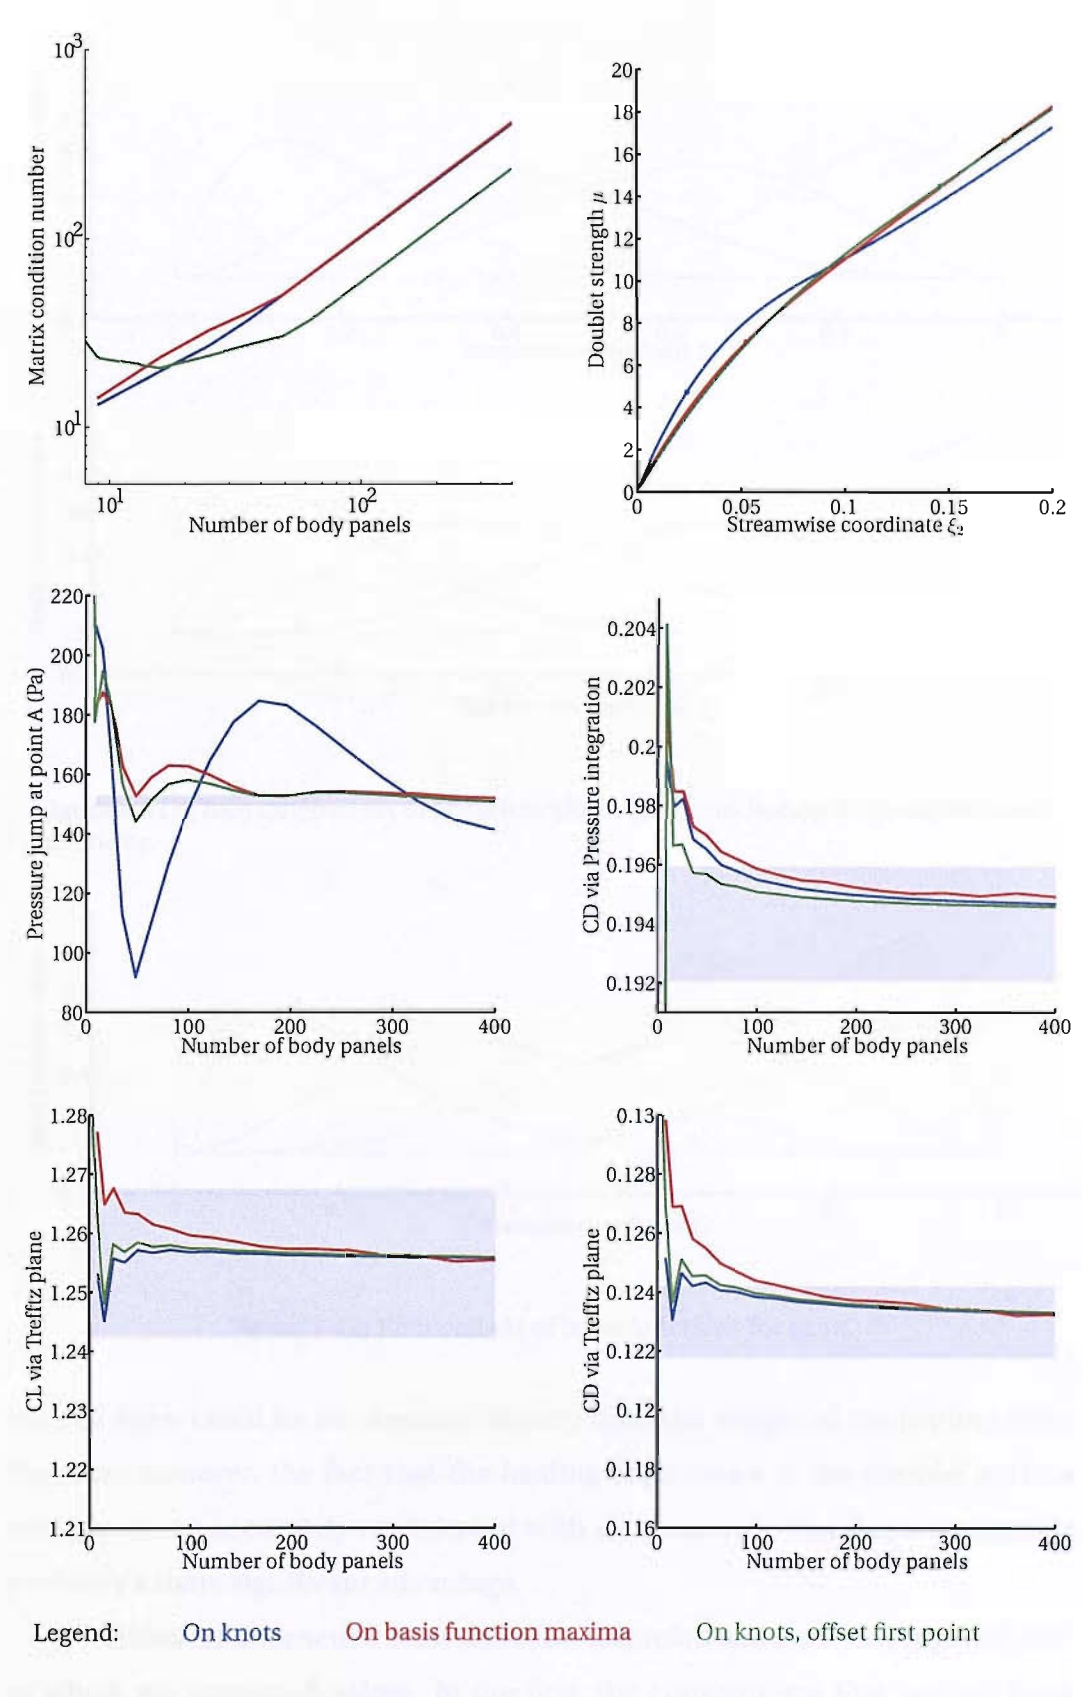 10³
10²
10¹
10¹ 10²
Matrix condition number
Number of body panels
20
18
16
14
12
10
8
6
4
2
0
0 0.05 0.1 0.15 0.2
Doublet strength μ
Streamwise coordinate ξ₂
220
200
180
160
140
120
100
80
0 100 200 300 400
Pressure jump at point A (Pa)
Number of body panels
0.204
0.202
0.2
0.198
0.196
0.194
0.192
0 100 200 300 400
CD via Pressure integration
Number of body panels
1.28
1.27
1.26
1.25
1.24
1.23
1.22
1.21
0 100 200 300 400
CL via Trefftz plane
Number of body panels
0.13
0.128
0.126
0.124
0.122
0.12
0.118
0.116
0 100 200 300 400
CD via Trefftz plane
Number of body panels
Legend: On knots On basis function maxima On knots, offset first point